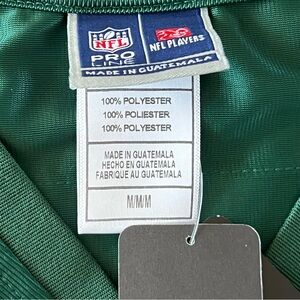 NFL
PRO
LINE
NFL PLAYERS
MADE IN GUATEMALA
100% POLYESTER
100% POLIESTER
100% POLYESTER
MADE IN GUATEMALA
HECHO EN GUATEMALA
FABRIQUE AU GUATEMALA
M/M/M